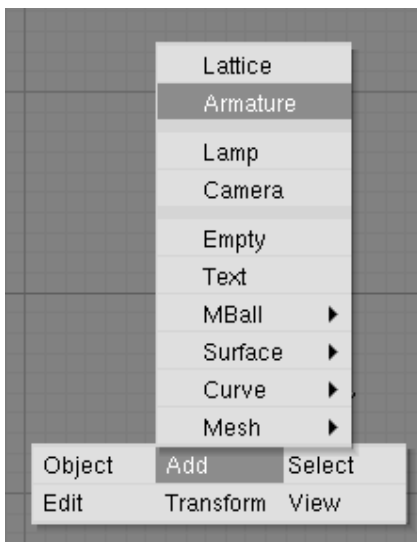 Lattice
Armature
Lamp
Camera
Empty
Text
MBall
Surface
Curve
Mesh
Object Add Select
Edit Transform View